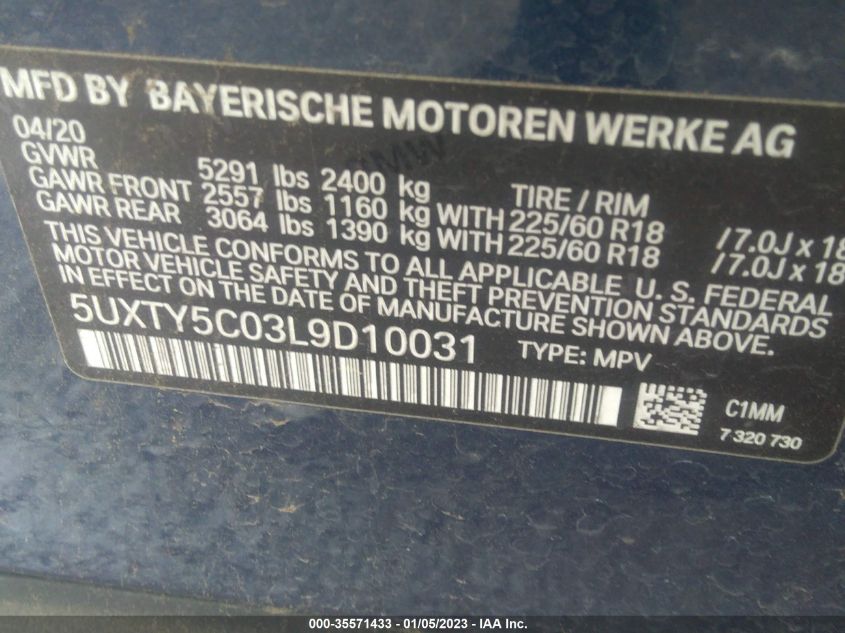 MFD BY BAYERISCHE MOTOREN WERKE AG
04/20
GVWR 5291 lbs 2400 kg TIRE / RIM
GAWR FRONT 2557 lbs 1160 kg WITH 225/60 R18 /7.0J x 18
GAWR REAR 3064 lbs 1390 kg WITH 225/60 R18 /7.0J x 18
THIS VEHICLE CONFORMS TO ALL APPLICABLE U. S. FEDERAL
MOTOR VEHICLE SAFETY AND THEFT PREVENTION STANDARDS
IN EFFECT ON THE DATE OF MANUFACTURE SHOWN ABOVE.
5UXTY5C03L9D10031 TYPE: MPV
C1MM
7 320 730
000-35571433 - 01/05/2023 - IAA Inc.